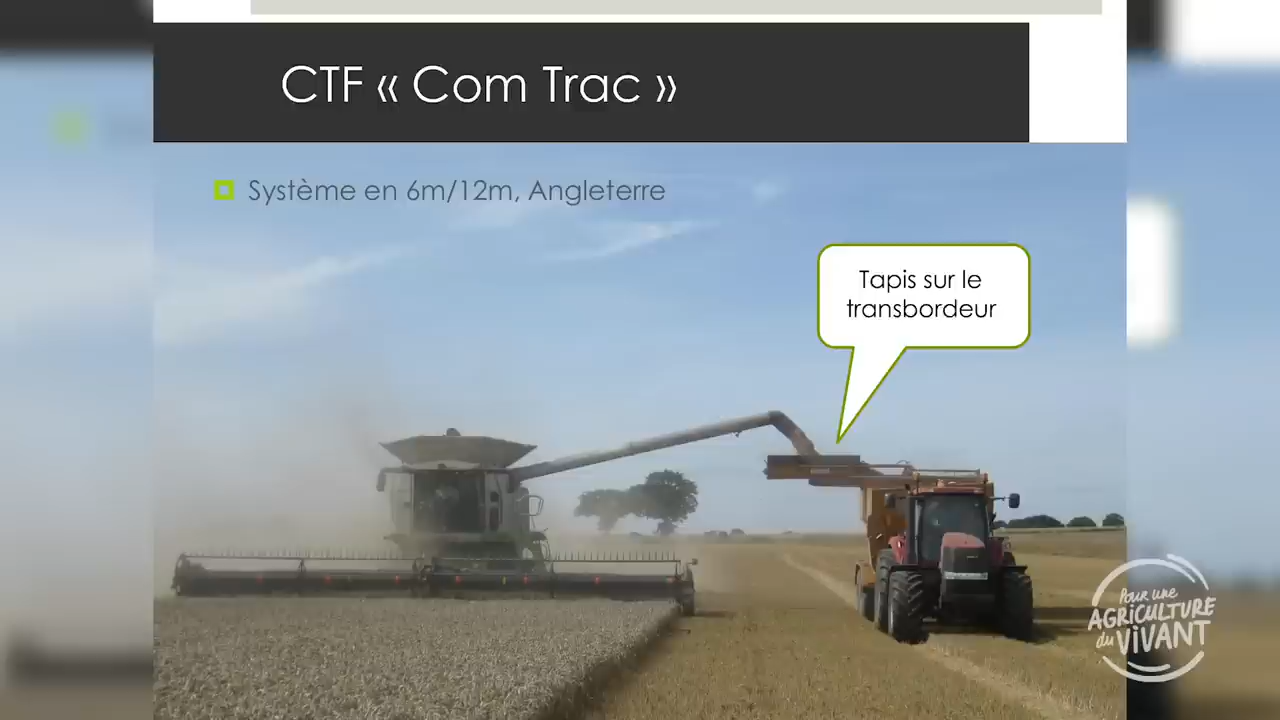 CTF « Com Trac »
Système en 6m/12m, Angleterre
Tapis sur le
transbordeur
Pour une
AGRICULTURE
du VIVANT